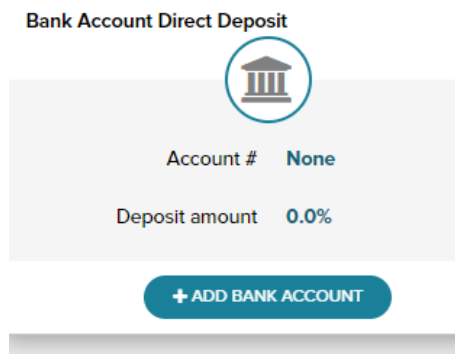 Bank Account Direct Deposit
Account # None
Deposit amount 0.0%
+ ADD BANK ACCOUNT